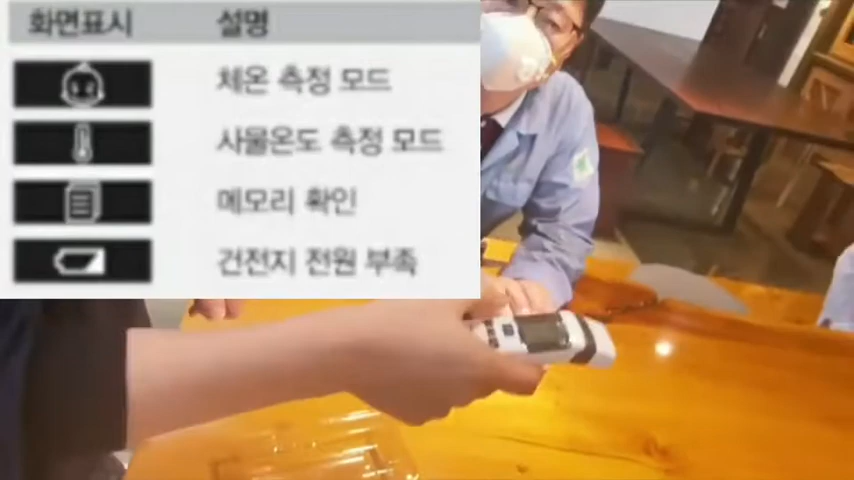 화면표시 설명
체온 측정 모드
사물온도 측정 모드
메모리 확인
건전지 전원 부족